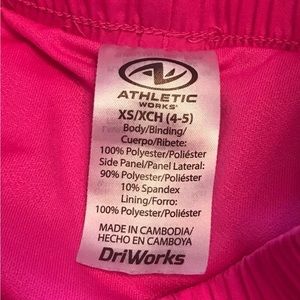 ATHLETIC
WORKS
XS/XCH (4-5)
Body/Binding/
Cuerpo/Ribete:
100% Polyester/Poliéster
Side Panel/Panel Lateral:
90% Polyester/Poliéster
10% Spandex
Lining/Forro:
100% Polyester/Poliéster
MADE IN CAMBODIA/
HECHO EN CAMBOYA
DriWorks